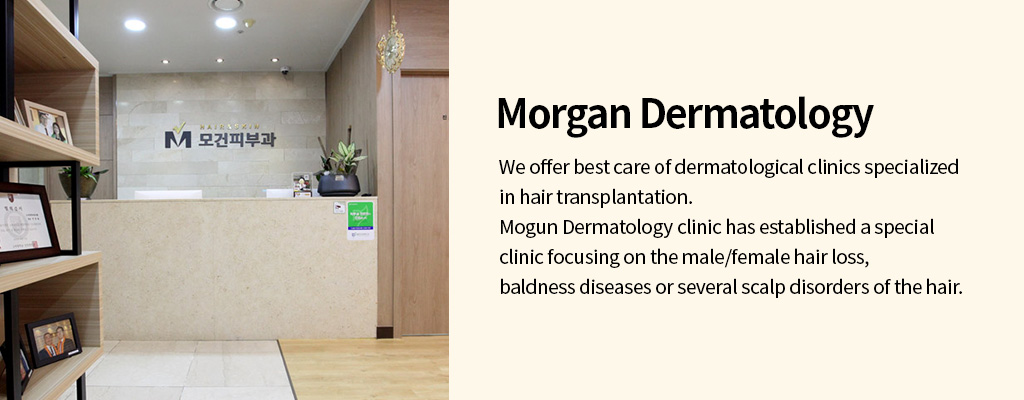 HAIR & SKIN
M 모건피부과
Morgan Dermatology
We offer best care of dermatological clinics specialized
in hair transplantation.
Mogun Dermatology clinic has established a special
clinic focusing on the male/female hair loss,
baldness diseases or several scalp disorders of the hair.